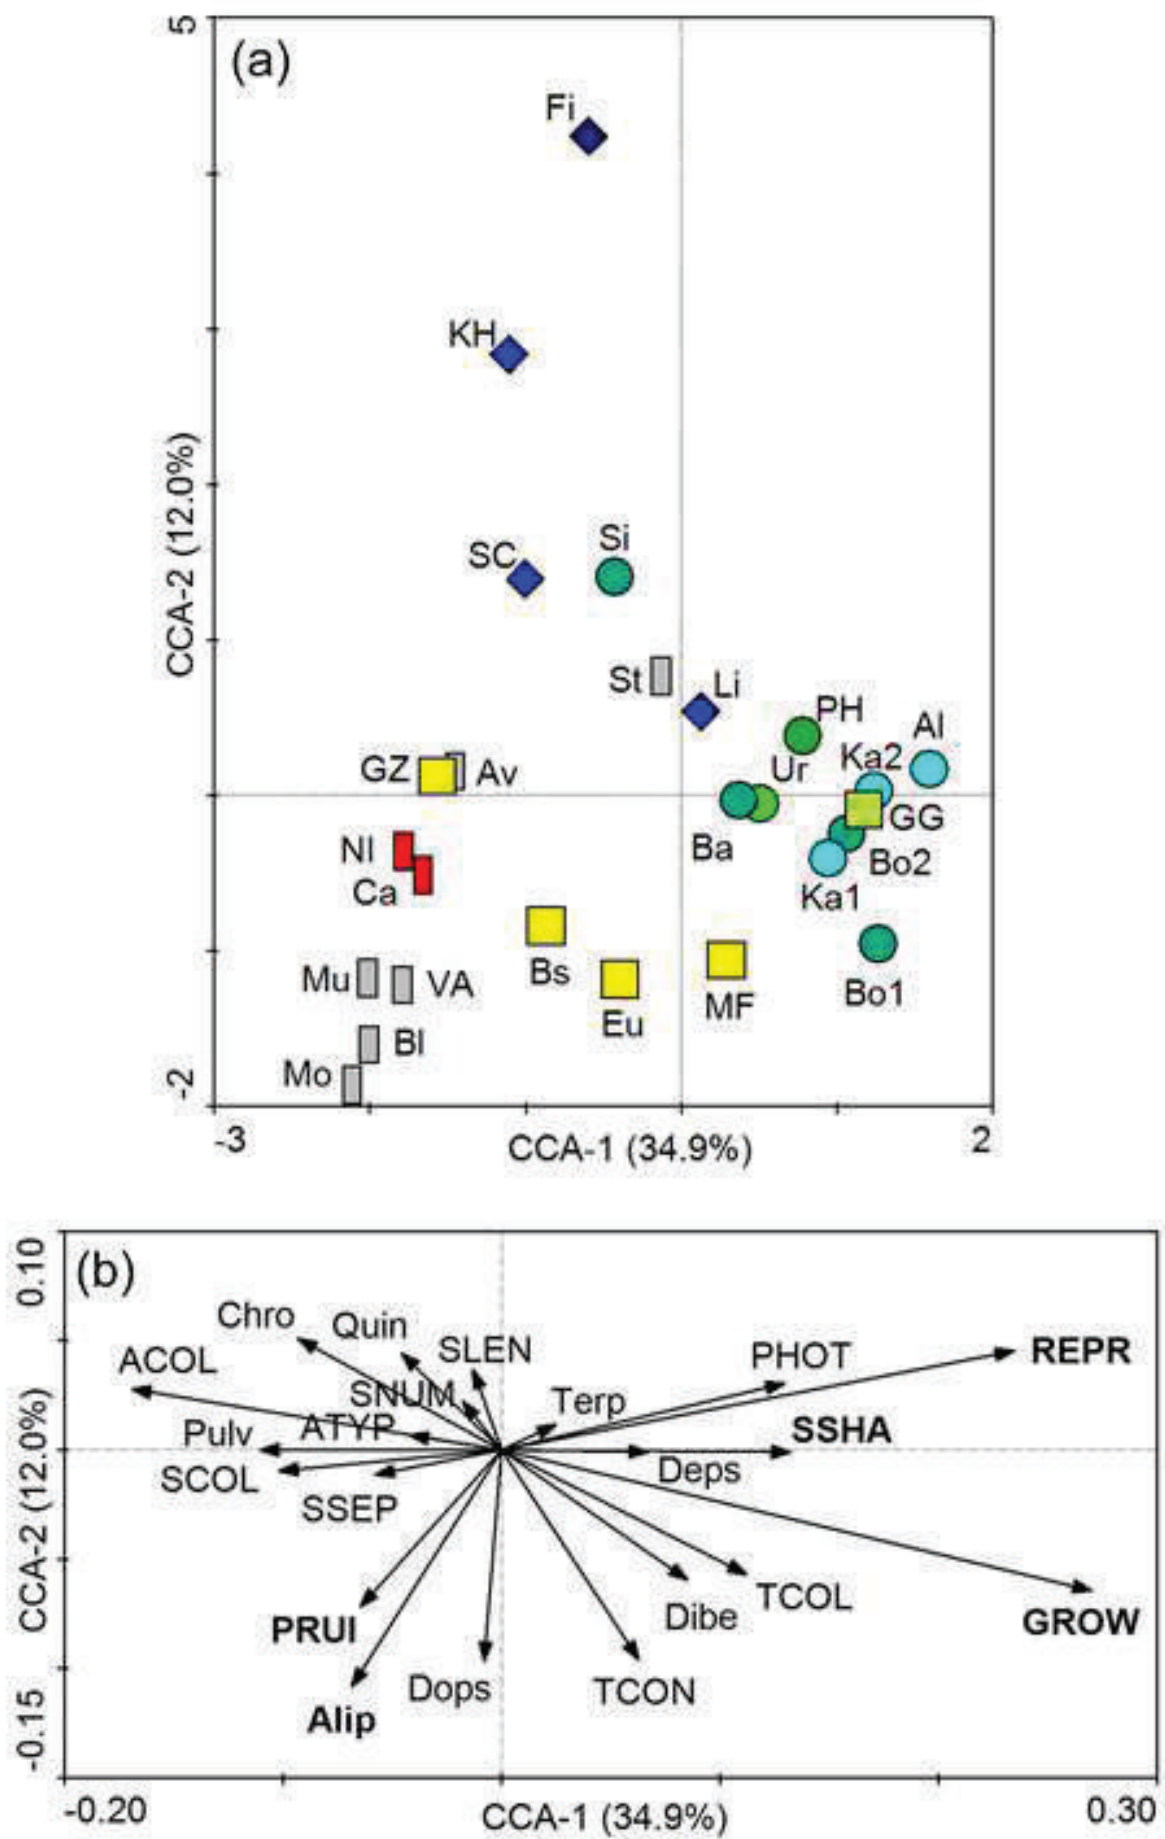 5
(a)
Fi
KH
CCA-2 (12.0%)
SC
Si
St
Li
PH
Al
GZ
Av
Ur
Ka2
GG
Nl
Ba
Bo2
Ca
Ka1
Mu
VA
Bs
MF
Bo1
Eu
Bl
Mo
-2
-3
CCA-1 (34.9%)
2
0.10
(b)
Chro
Quin
SLEN
PHOT
REPR
ACOL
SNUM
Terp
Pulv
ATYP
SSHA
SCOL
SSEP
Deps
CCA-2 (12.0%)
TCOL
Dibe
GROW
PRUI
Dops
TCON
Alip
-0.15
-0.20
CCA-1 (34.9%)
0.30